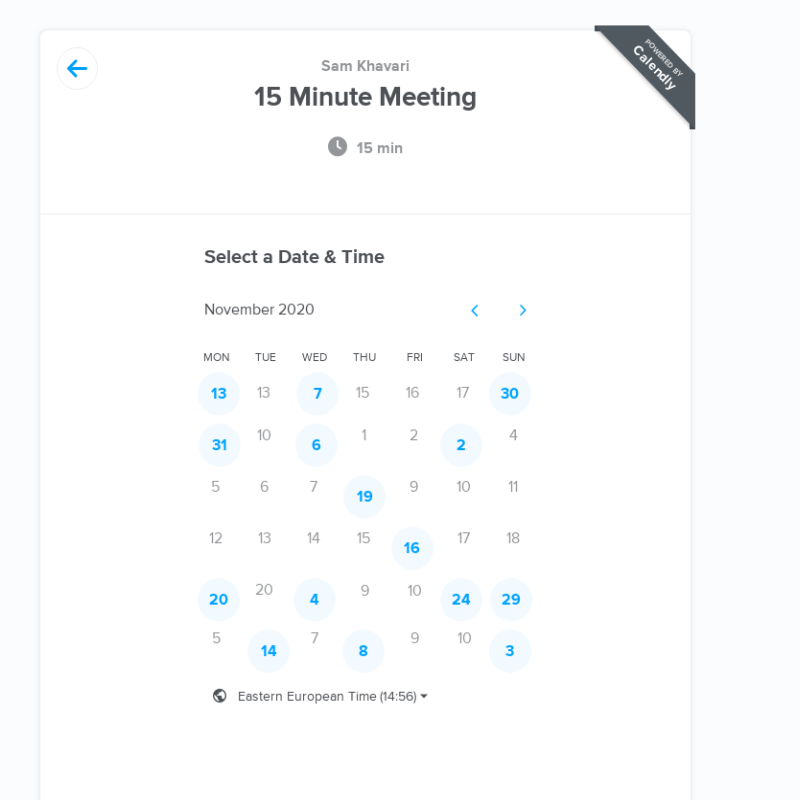 POWERED BY
Calendly
Sam Khavari
15 Minute Meeting
15 min
Select a Date & Time
November 2020
MON TUE WED THU FRI SAT SUN
13 13 7 15 16 17 30
31 10 6 1 2 2 4
5 6 7 19 9 10 11
12 13 14 15 16 17 18
20 20 4 9 10 24 29
5 14 7 8 9 10 3
Eastern European Time (14:56)